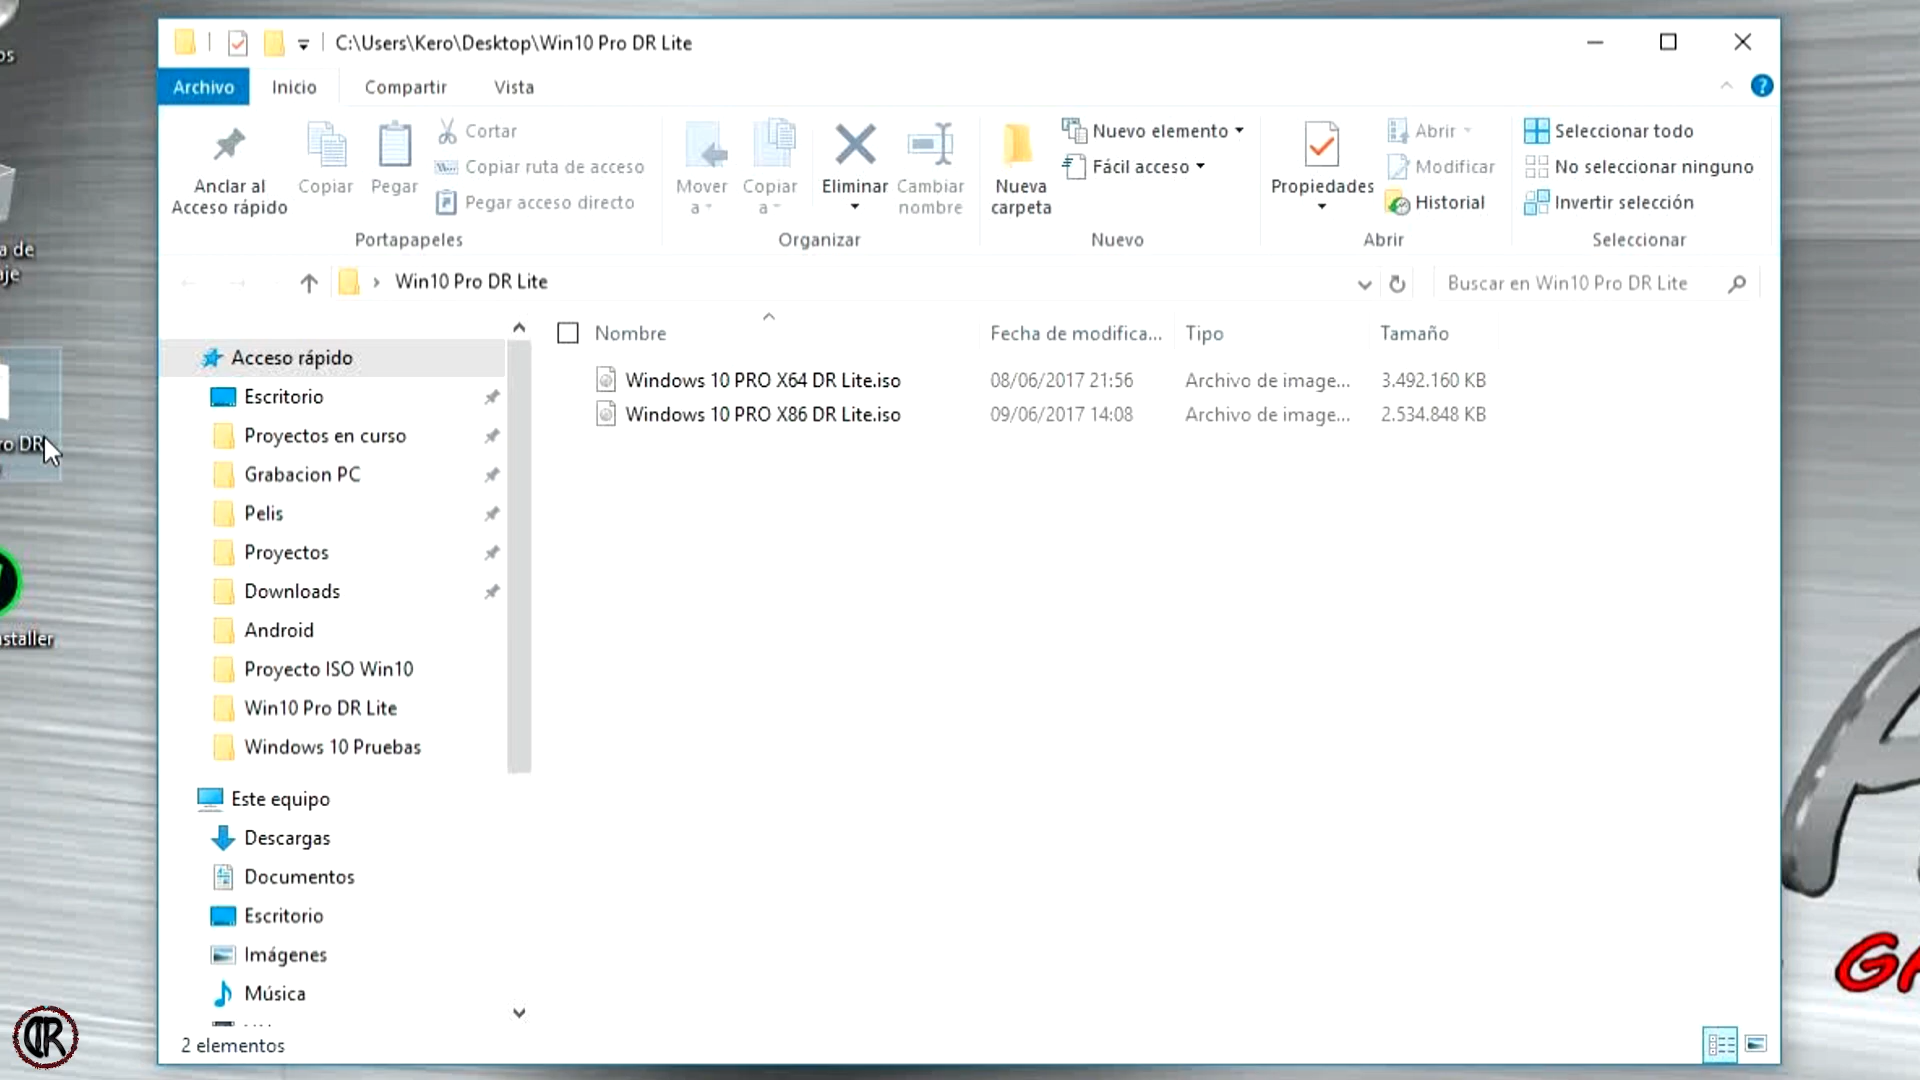 C:\Users\Kero\Desktop\Win10 Pro DR Lite
Archivo
Inicio
Compartir
Vista
?
Anclar al
Acceso rápido
Copiar
Pegar
Cortar
Copiar ruta de acceso
Pegar acceso directo
Portapapeles
Mover
a
Copiar
a
Eliminar
Cambiar
nombre
Organizar
Nueva
carpeta
Nuevo elemento
Fácil acceso
Nuevo
Propiedades
Abrir
Modificar
Historial
Abrir
Seleccionar todo
No seleccionar ninguno
Invertir selección
Seleccionar
Win10 Pro DR Lite
Buscar en Win10 Pro DR Lite
Nombre
Fecha de modifica...
Tipo
Tamaño
Windows 10 PRO X64 DR Lite.iso 08/06/2017 21:56 Archivo de image... 3.492.160 KB
Windows 10 PRO X86 DR Lite.iso 09/06/2017 14:08 Archivo de image... 2.534.848 KB
Acceso rápido
Escritorio
Proyectos en curso
Grabacion PC
Pelis
Proyectos
Downloads
Android
Proyecto ISO Win10
Win10 Pro DR Lite
Windows 10 Pruebas
Este equipo
Descargas
Documentos
Escritorio
Imágenes
Música
2 elementos
a de
ro DR
staller
DR